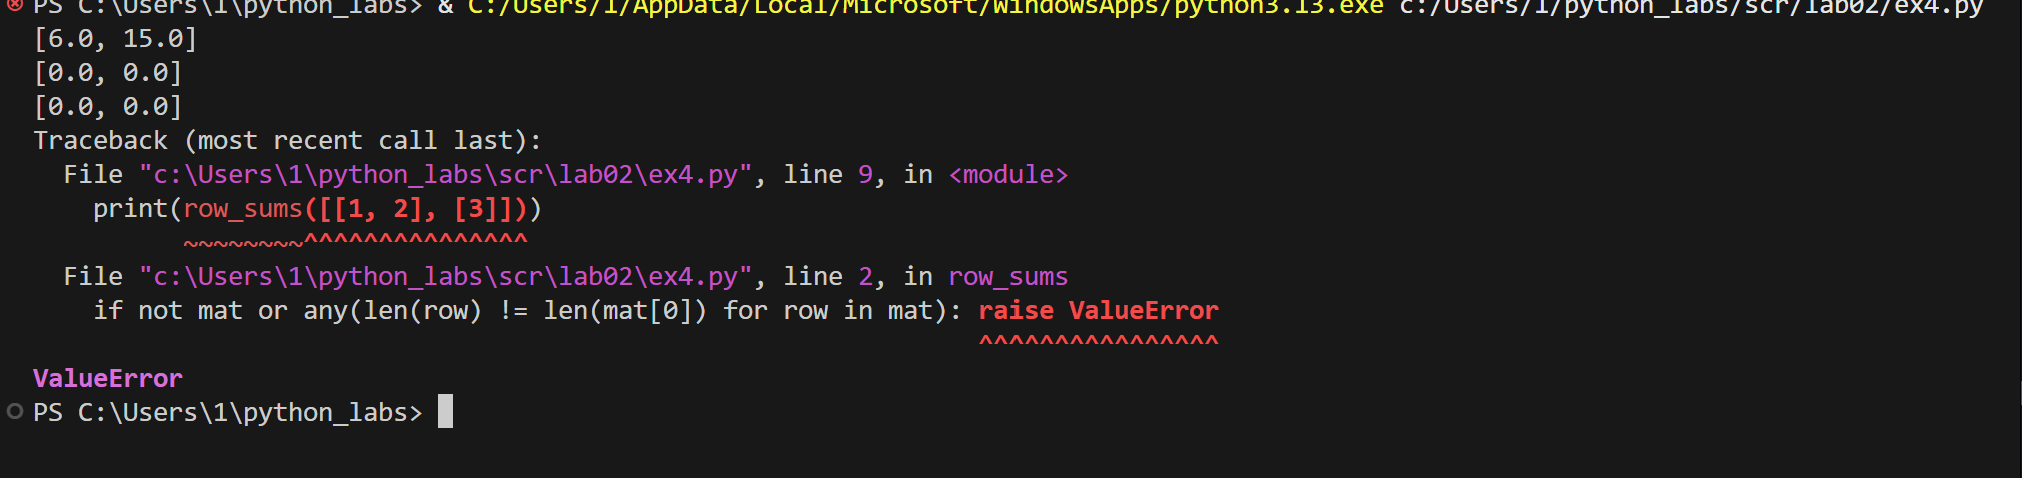 PS C:\Users\1\python_labs> & C:/Users/1/AppData/Local/Microsoft/WindowsApps/python3.13.exe c:/Users/1/python_labs/scr/lab02/ex4.py
[6.0, 15.0]
[0.0, 0.0]
[0.0, 0.0]
Traceback (most recent call last):
  File "c:\Users\1\python_labs\scr\lab02\ex4.py", line 9, in <module>
    print(row_sums([[1, 2], [3]]))
          ~~~~~~~~^^^^^^^^^^^^^^^
  File "c:\Users\1\python_labs\scr\lab02\ex4.py", line 2, in row_sums
    if not mat or any(len(row) != len(mat[0]) for row in mat): raise ValueError
                                                               ^^^^^^^^^^^^^^^^
ValueError
PS C:\Users\1\python_labs>